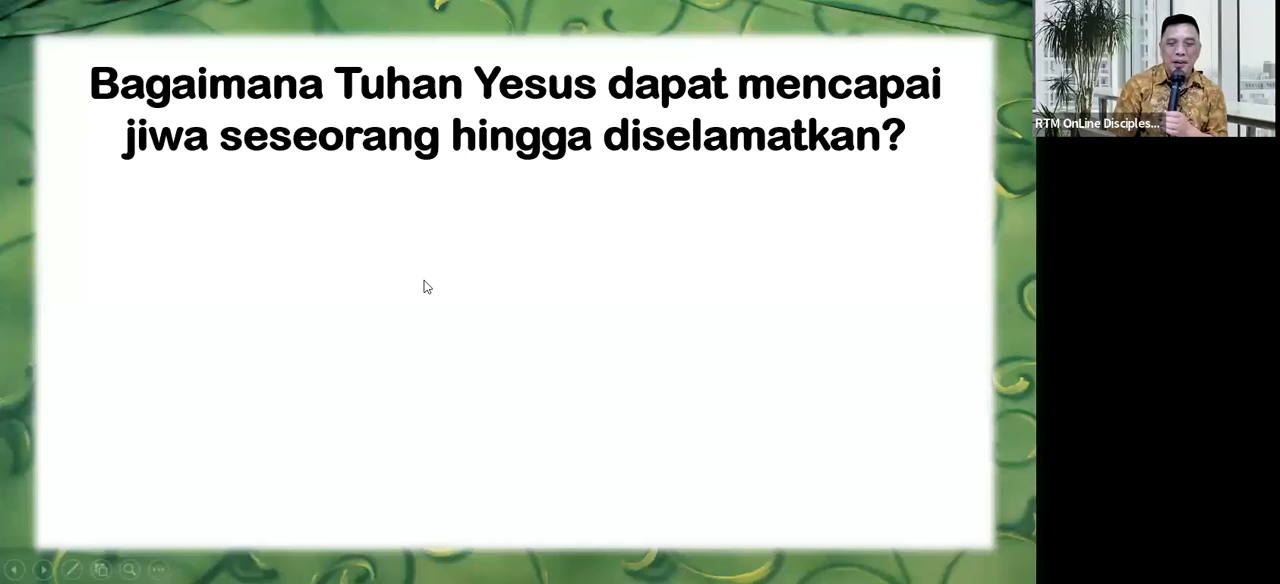 Bagaimana Tuhan Yesus dapat mencapai
jiwa seseorang hingga diselamatkan?
RTM OnLine Disciples...